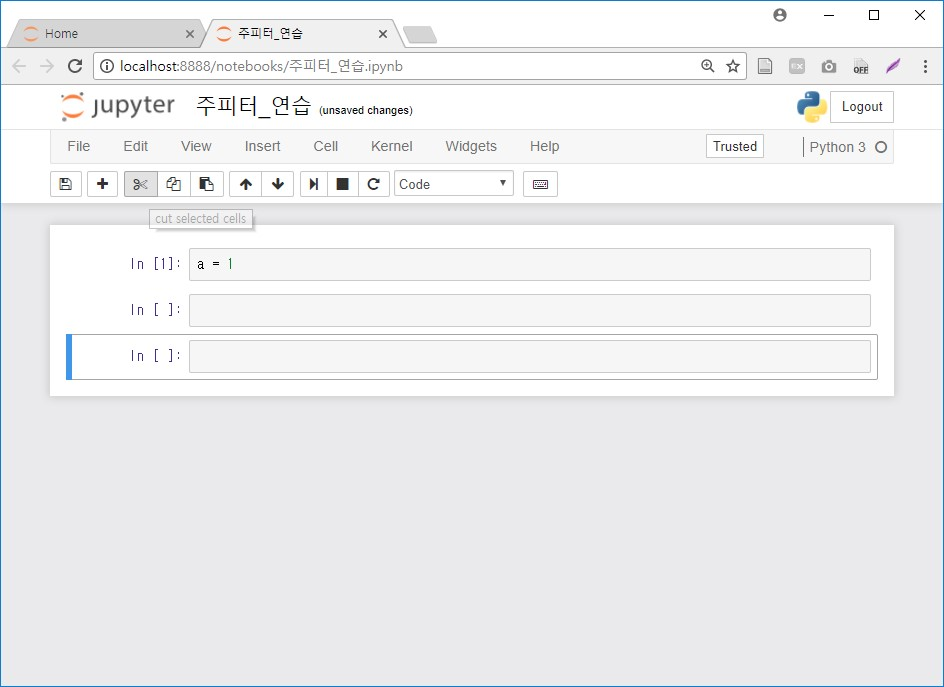 Home
주피터_연습
localhost:8888/notebooks/주피터_연습.ipynb
OFF
jupyter 주피터_연습 (unsaved changes)
Logout
File Edit View Insert Cell Kernel Widgets Help Trusted Python 3
Code
cut selected cells
In [1]: a = 1
In [ ]:
In [ ]: